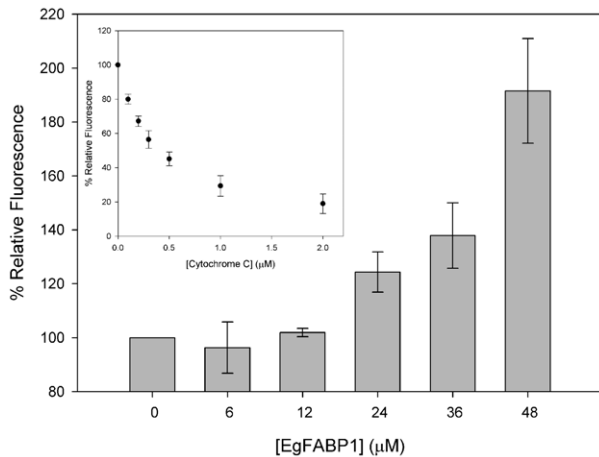 220
200
180
160
140
120
100
80
% Relative Fluorescence
120
100
80
60
40
20
0
% Relative Fluorescence
0.0 0.5 1.0 1.5 2.0
[Cytochrome C] (μM)
0 6 12 24 36 48
[EgFABP1] (μM)